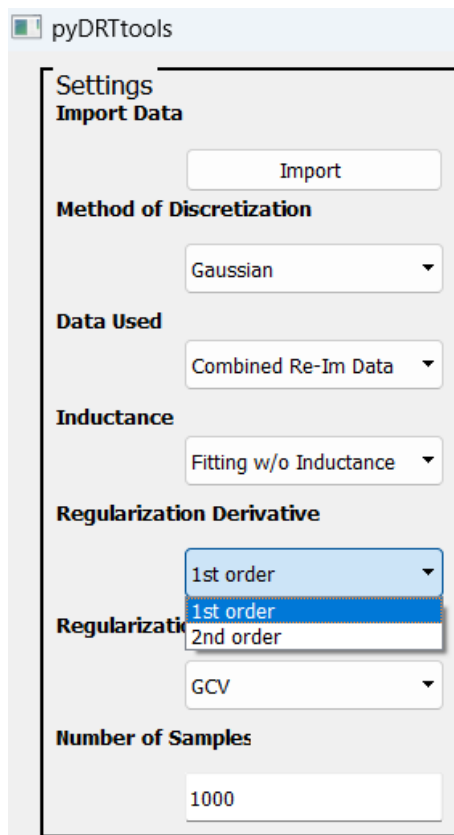 pyDRTtools
Settings
Import Data
Import
Method of Discretization
Gaussian
Data Used
Combined Re-Im Data
Inductance
Fitting w/o Inductance
Regularization Derivative
1st order
1st order
2nd order
GCV
Number of Samples
1000